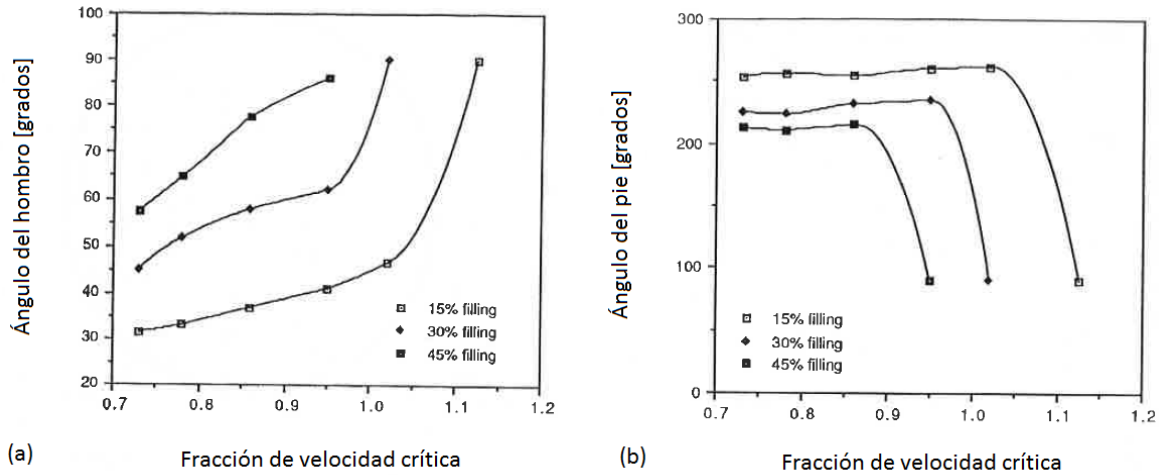 Ángulo del hombro [grados]
100
90
80
70
60
50
40
30
20
0.7
0.8
0.9
1.0
1.1
1.2
15% filling
30% filling
45% filling
(a)
Fracción de velocidad crítica
Ángulo del pie [grados]
300
200
100
0
0.7
0.8
0.9
1.0
1.1
1.2
15% filling
30% filling
45% filling
(b)
Fracción de velocidad crítica